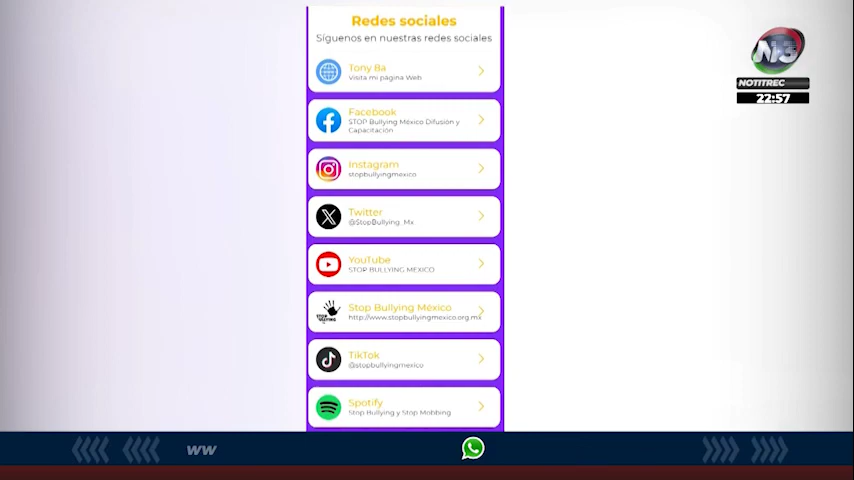 Redes sociales
Síguenos en nuestras redes sociales
Tony Ba
Visita mi página Web
Facebook
STOP Bullying México Difusión y
Capacitación
Instagram
stopbullyingmexico
Twitter
@StopBullying_Mx
YouTube
STOP BULLYING MEXICO
STOP
BULLYING
Stop Bullying México
http://www.stopbullyingmexico.org.mx
TikTok
@stopbullyingmexico
Spotify
Stop Bullying y Stop Mobbing
NOTITREC
22:57
WW